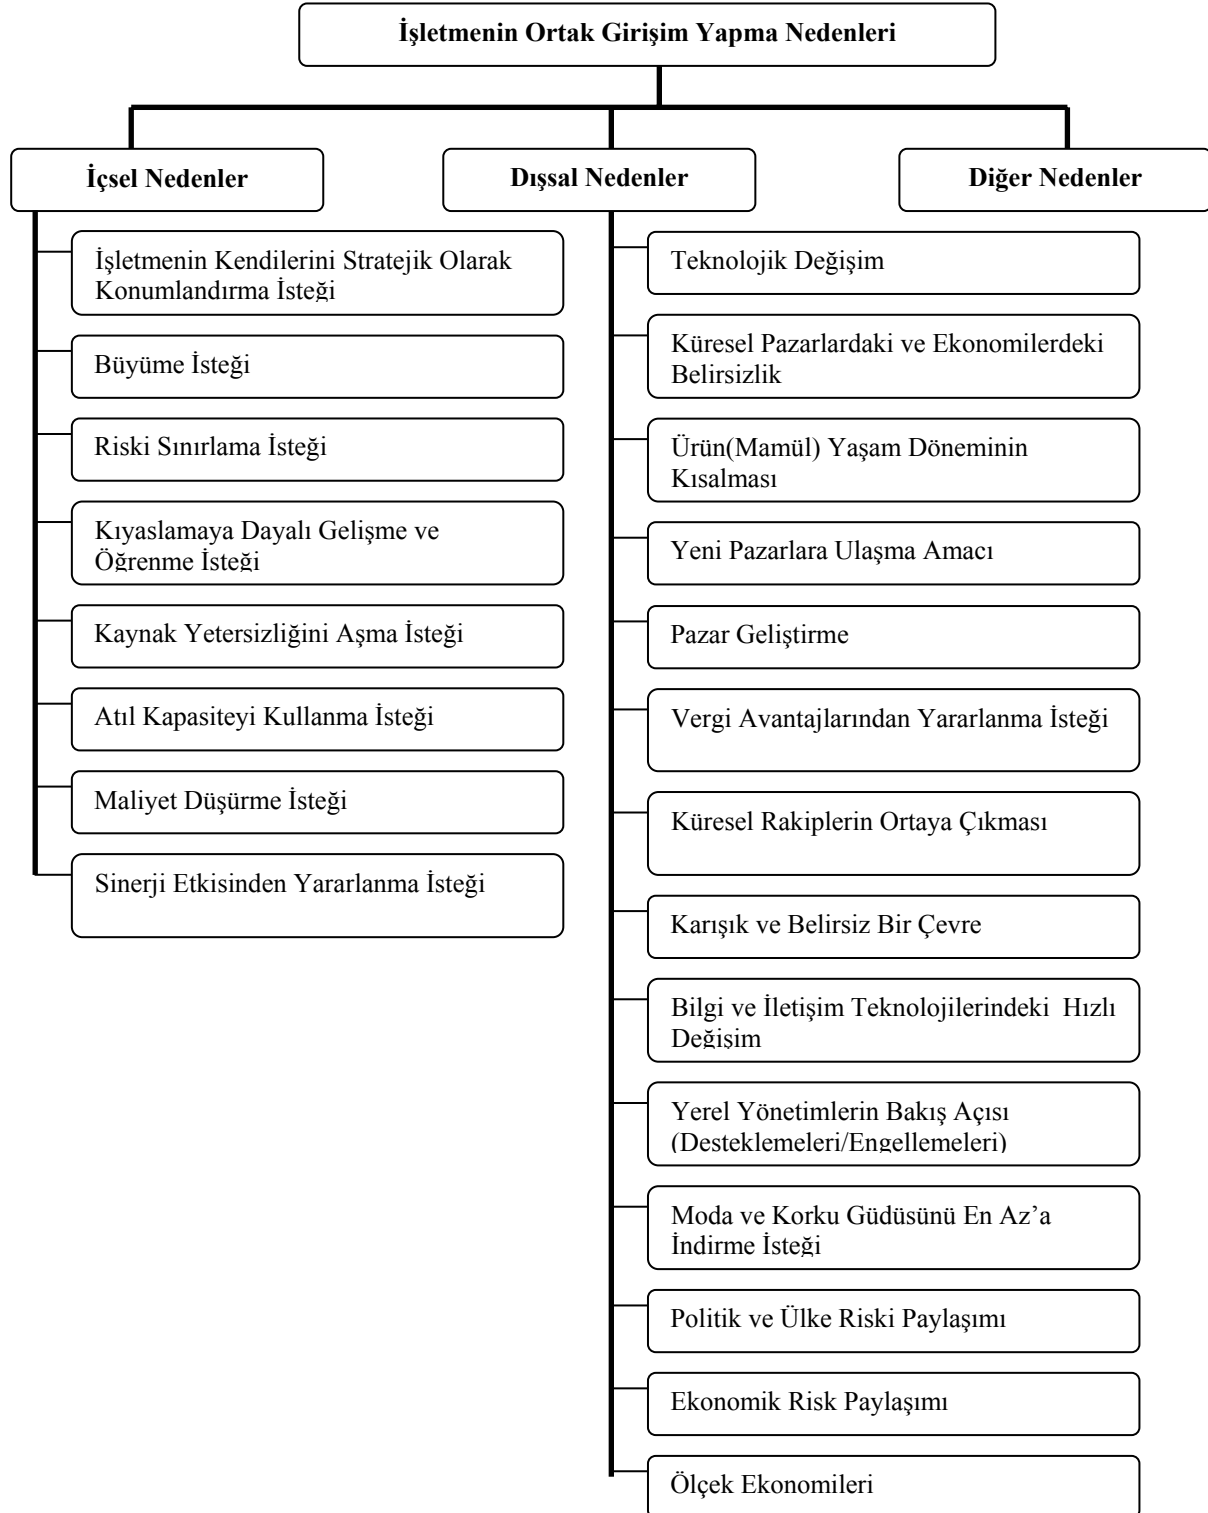 İşletmenin Ortak Girişim Yapma Nedenleri
İçsel Nedenler
Dışsal Nedenler
Diğer Nedenler
İşletmenin Kendilerini Stratejik Olarak
Konumlandırma İsteği
Büyüme İsteği
Riski Sınırlama İsteği
Kıyaslamaya Dayalı Gelişme ve
Öğrenme İsteği
Kaynak Yetersizliğini Aşma İsteği
Atıl Kapasiteyi Kullanma İsteği
Maliyet Düşürme İsteği
Sinerji Etkisinden Yararlanma İsteği
Teknolojik Değişim
Küresel Pazarlardaki ve Ekonomilerdeki
Belirsizlik
Ürün(Mamül) Yaşam Döneminin
Kısalması
Yeni Pazarlara Ulaşma Amacı
Pazar Geliştirme
Vergi Avantajlarından Yararlanma İsteği
Küresel Rakiplerin Ortaya Çıkması
Karışık ve Belirsiz Bir Çevre
Bilgi ve İletişim Teknolojilerindeki Hızlı
Değişim
Yerel Yönetimlerin Bakış Açısı
(Desteklemeleri/Engellemeleri)
Moda ve Korku Güdüsünü En Az’a
İndirme İsteği
Politik ve Ülke Riski Paylaşımı
Ekonomik Risk Paylaşımı
Ölçek Ekonomileri